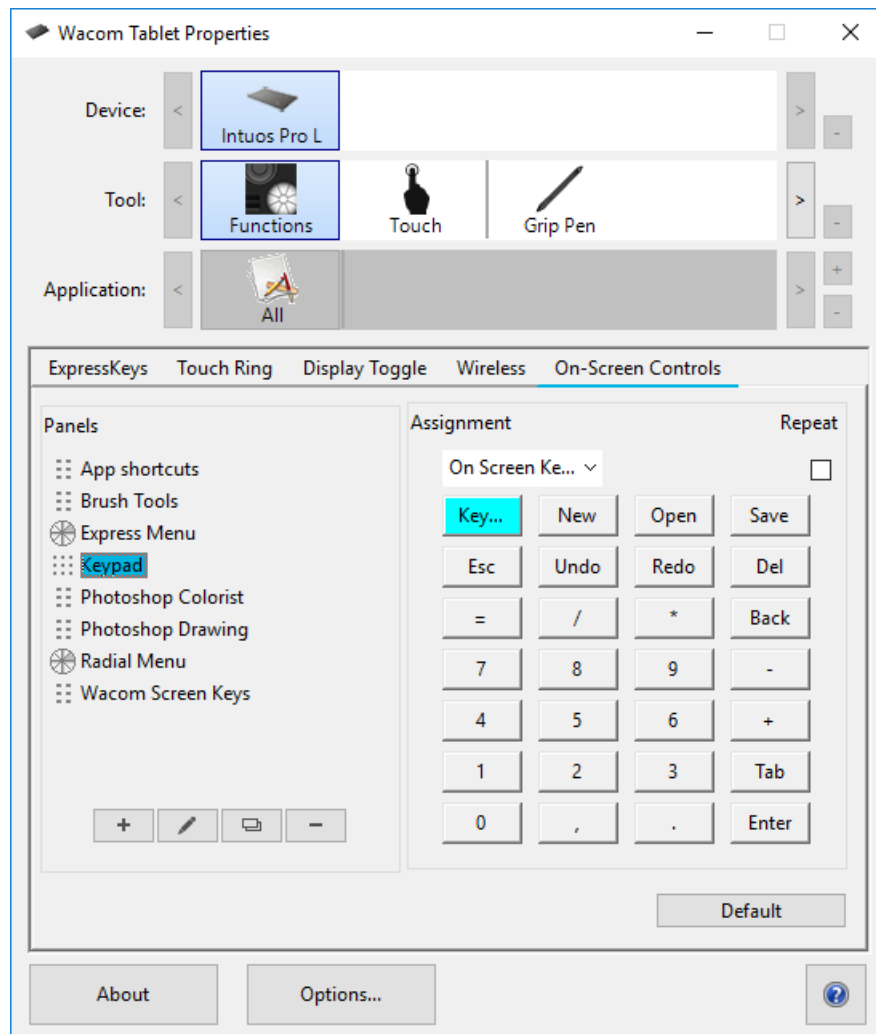 Wacom Tablet Properties
Device:
<
Intuos Pro L
>
-
Tool:
<
Functions
Touch
Grip Pen
>
-
Application:
<
All
>
+
-
ExpressKeys Touch Ring Display Toggle Wireless On-Screen Controls
Panels
App shortcuts
Brush Tools
Express Menu
Keypad
Photoshop Colorist
Photoshop Drawing
Radial Menu
Wacom Screen Keys
+ -
Assignment Repeat
On Screen Ke...
Key... New Open Save
Esc Undo Redo Del
= / * Back
7 8 9 -
4 5 6 +
1 2 3 Tab
0 , . Enter
Default
About Options... ?